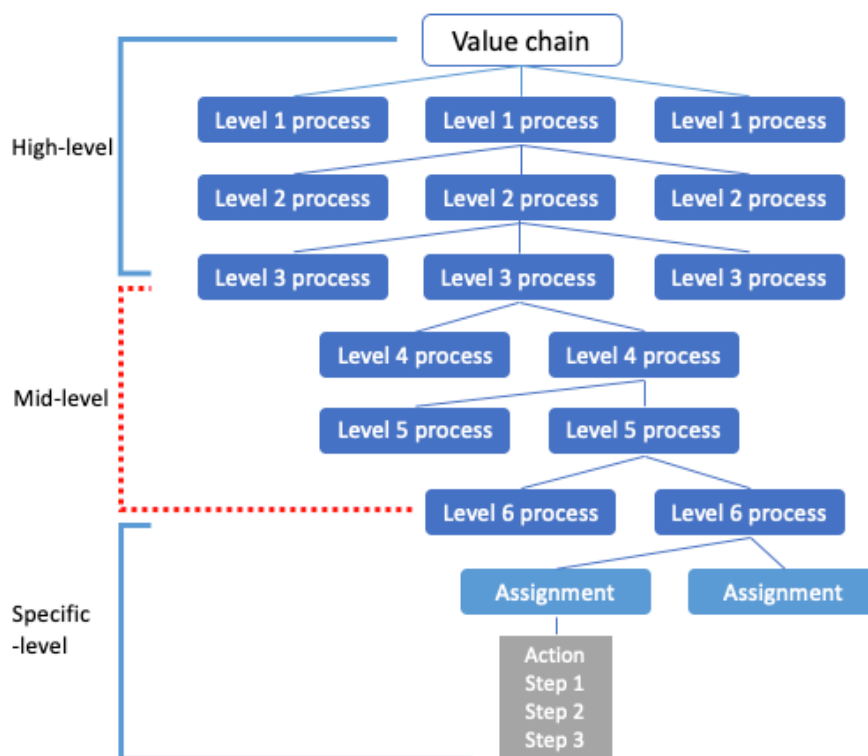 Value chain
Level 1 process
Level 1 process
Level 1 process
High-level
Level 2 process
Level 2 process
Level 2 process
Level 3 process
Level 3 process
Level 3 process
Level 4 process
Level 4 process
Mid-level
Level 5 process
Level 5 process
Level 6 process
Level 6 process
Assignment
Assignment
Specific
-level
Action
Step 1
Step 2
Step 3